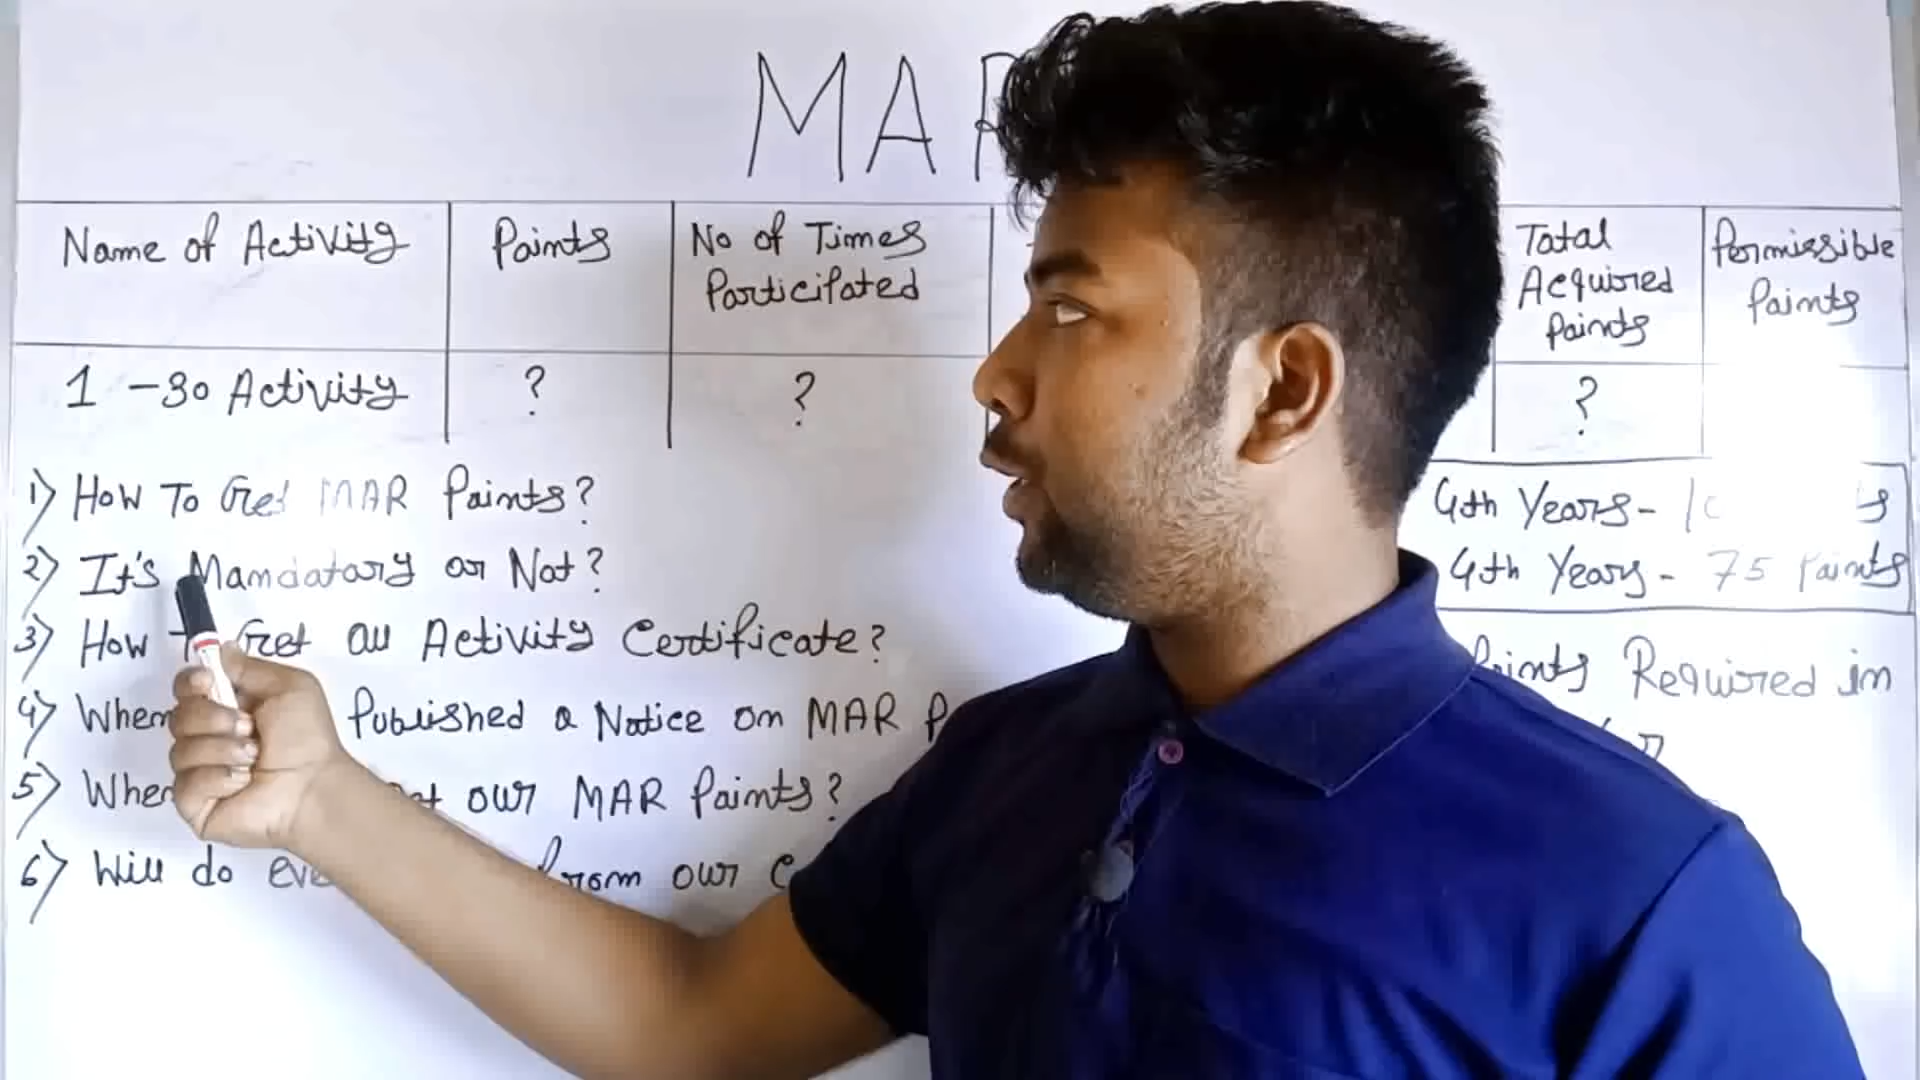 MAR
Name of Activity
Points
No of Times
Participated
Total
Acquired
Points
Permissible
Points
1 -30 Activity
?
?
?
1) How To Get MAR Points?
2) It's Mandatory or Not?
3) How Get all Activity Certificate?
4) When Published a Notice on MAR
5) When our MAR Points?
6) Will do from our
4th Years -
4th Years - 75 Points
Points Required in